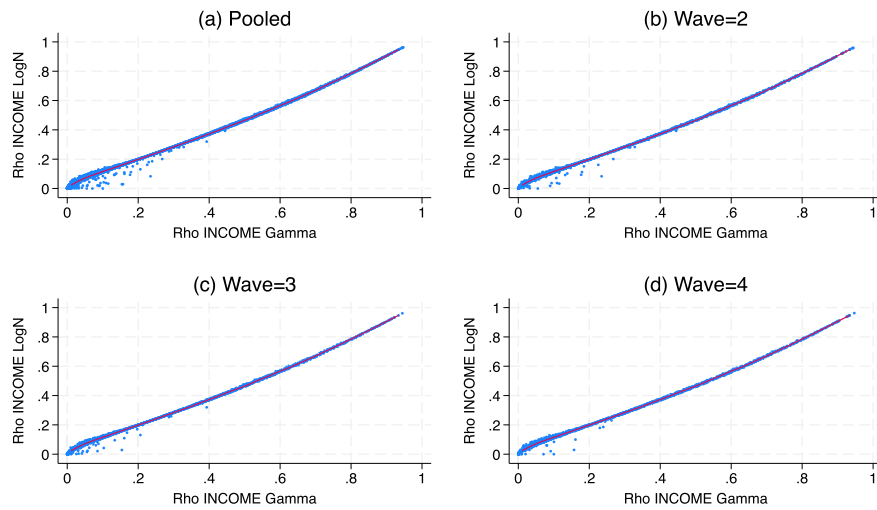 (a) Pooled
Rho INCOME LogN
1
.8
.6
.4
.2
0
0 .2 .4 .6 .8 1
Rho INCOME Gamma
(b) Wave=2
Rho INCOME LogN
1
.8
.6
.4
.2
0
0 .2 .4 .6 .8 1
Rho INCOME Gamma
(c) Wave=3
Rho INCOME LogN
1
.8
.6
.4
.2
0
0 .2 .4 .6 .8 1
Rho INCOME Gamma
(d) Wave=4
Rho INCOME LogN
1
.8
.6
.4
.2
0
0 .2 .4 .6 .8 1
Rho INCOME Gamma